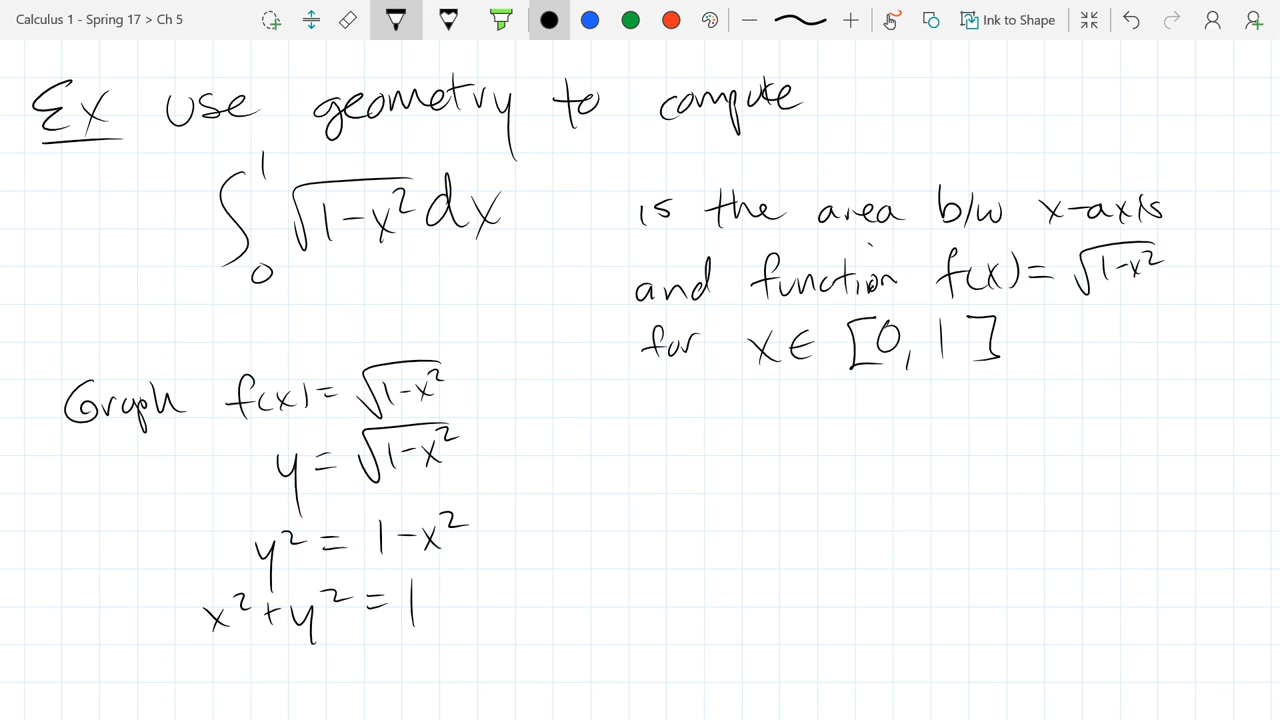 Calculus 1 - Spring 17 > Ch 5
Ink to Shape
Ex use geometry to compute
∫₀¹ √(1-x²) dx
is the area b/w x-axis
and function f(x) = √(1-x²)
for x ∈ [0, 1]
Graph f(x) = √(1-x²)
y = √(1-x²)
y² = 1-x²
x² + y² = 1